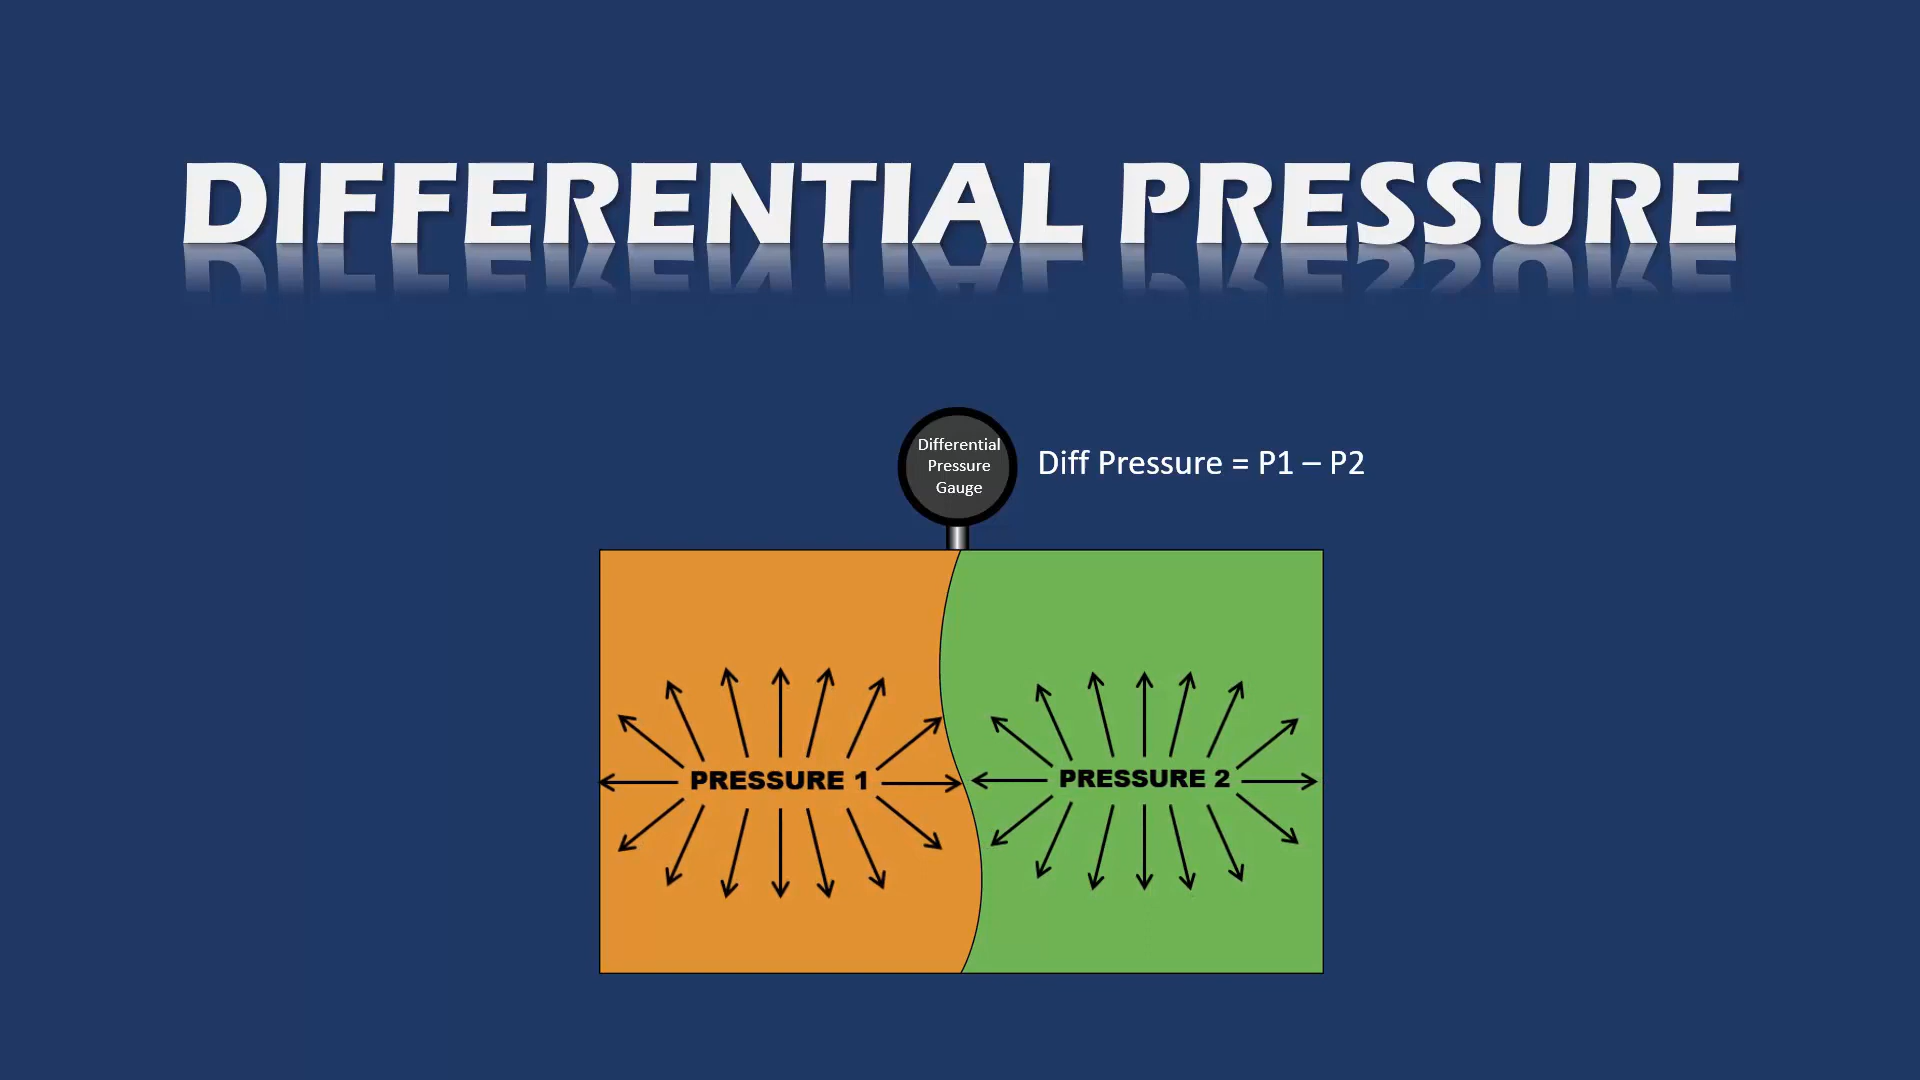 DIFFERENTIAL PRESSURE
Differential
Pressure
Gauge
Diff Pressure = P1 – P2
PRESSURE 1
PRESSURE 2